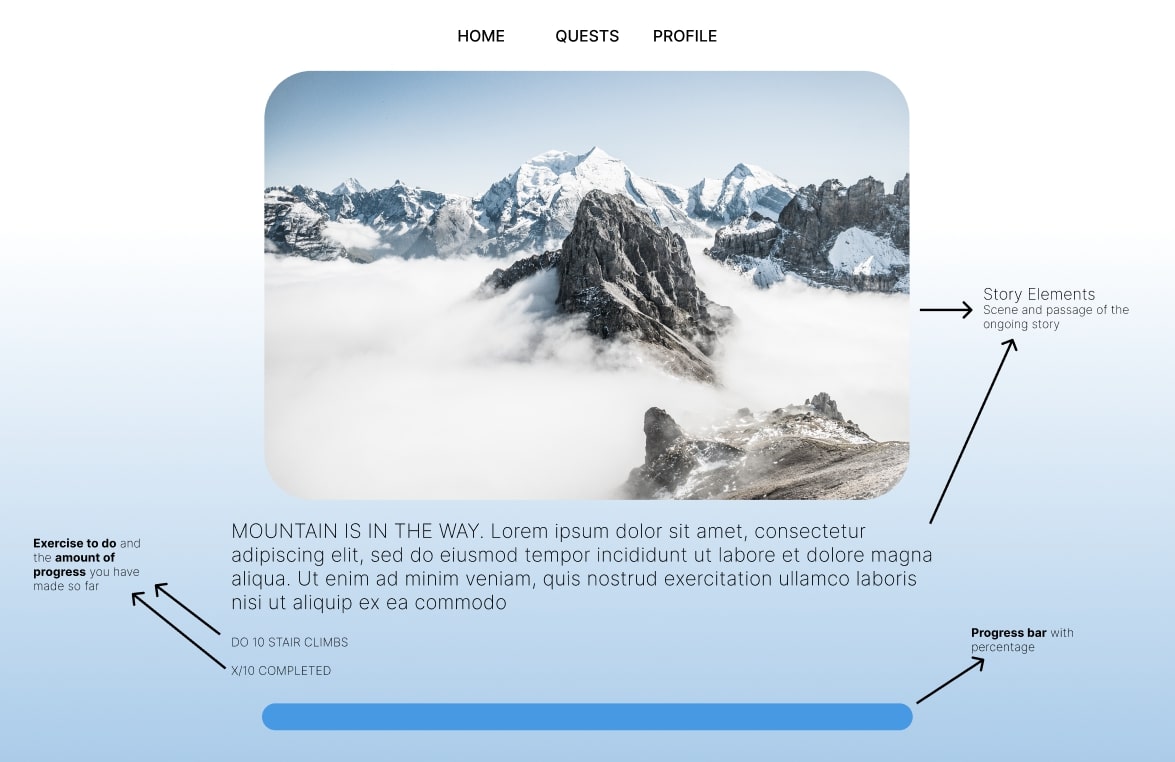 HOME QUESTS PROFILE
Story Elements
Scene and passage of the
ongoing story
MOUNTAIN IS IN THE WAY. Lorem ipsum dolor sit amet, consectetur
adipiscing elit, sed do eiusmod tempor incididunt ut labore et dolore magna
aliqua. Ut enim ad minim veniam, quis nostrud exercitation ullamco laboris
nisi ut aliquip ex ea commodo
Exercise to do and
the amount of
progress you have
made so far
DO 10 STAIR CLIMBS
X/10 COMPLETED
Progress bar with
percentage